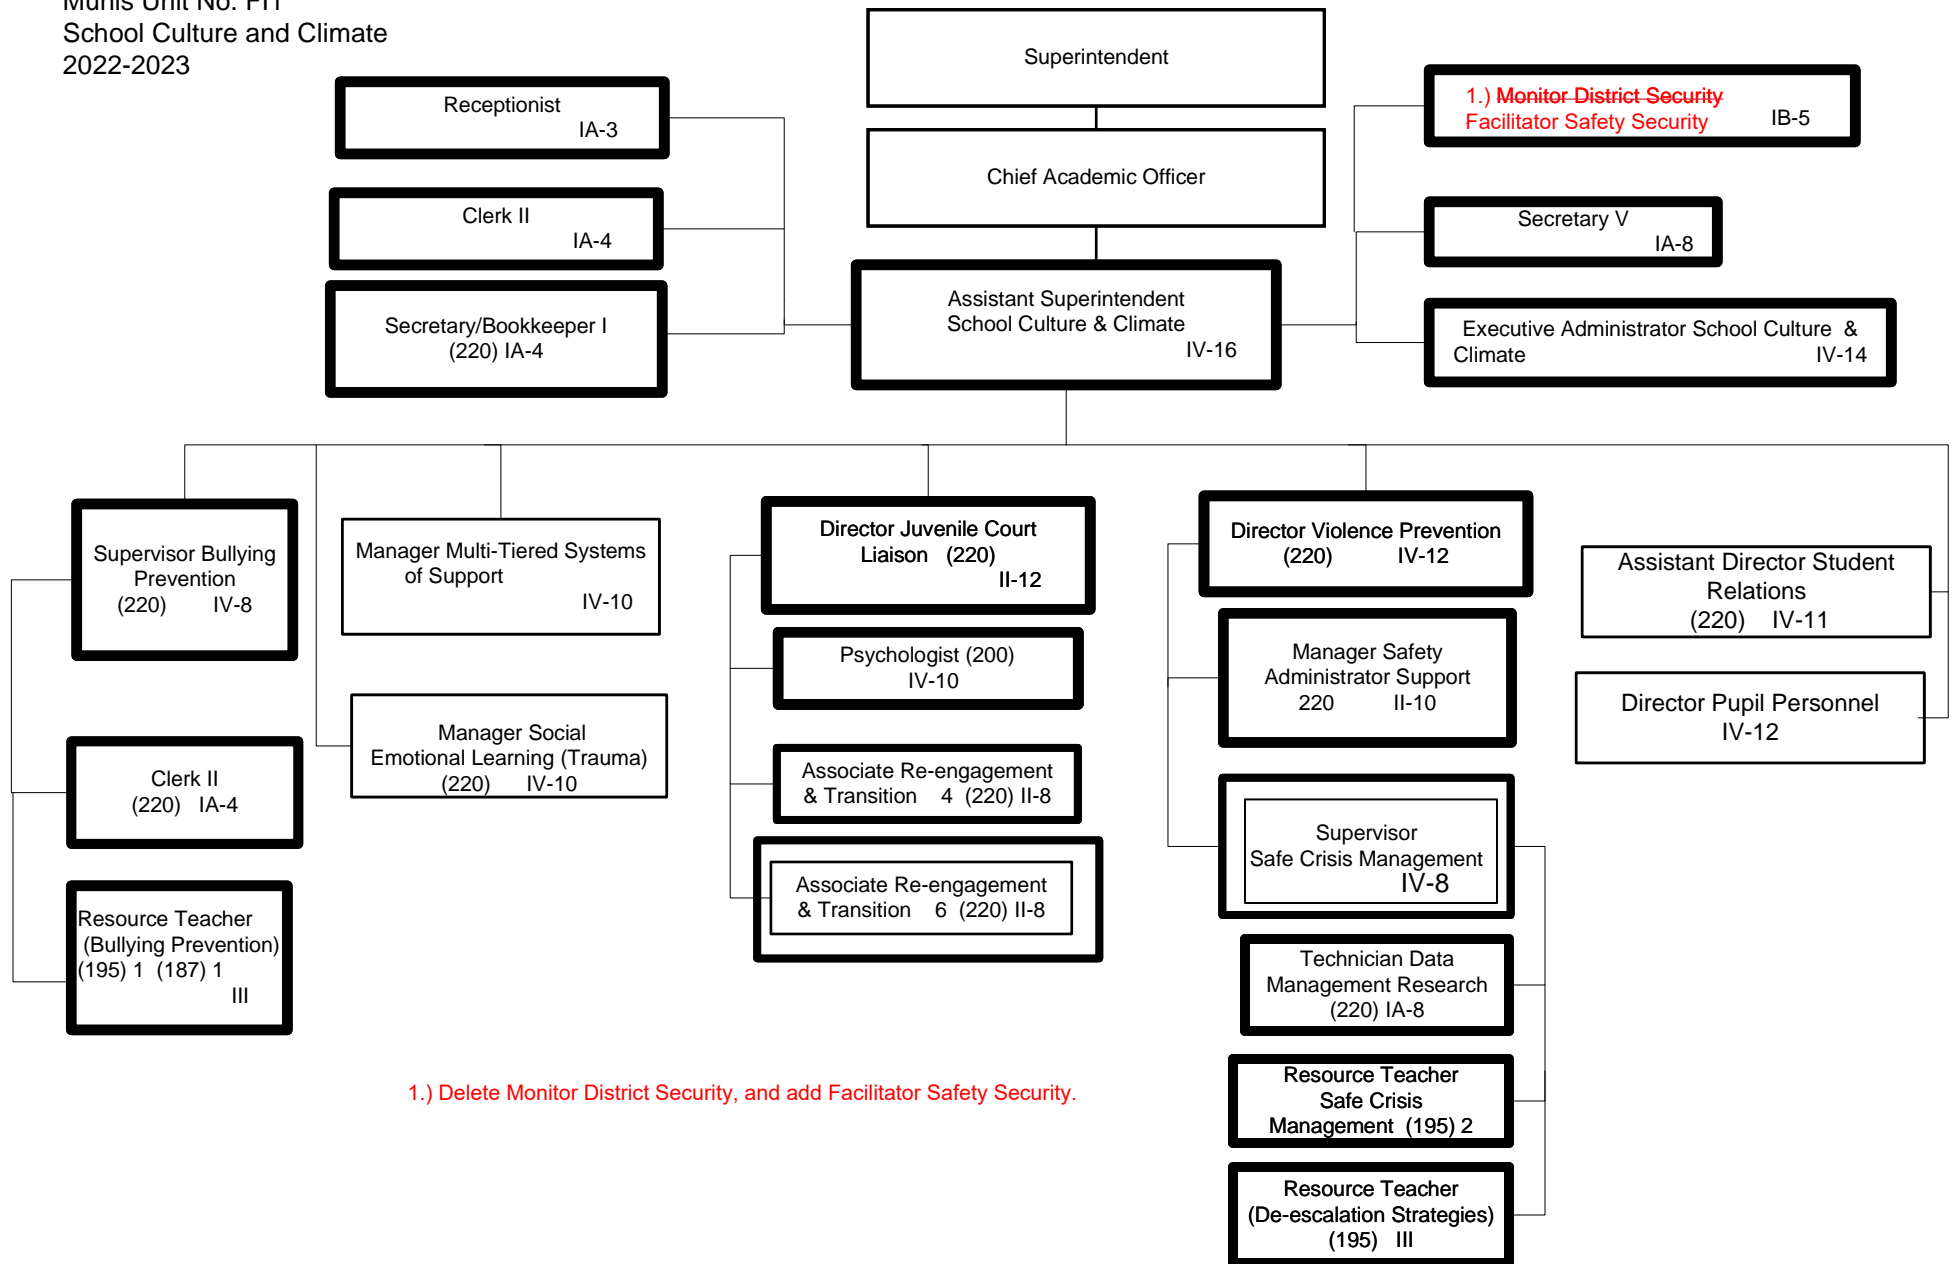 Munis Unit No. FI1
School Culture and Climate
2022-2023
Superintendent
Chief Academic Officer
Assistant Superintendent
School Culture & Climate
IV-16
Receptionist
IA-3
Clerk II
IA-4
Secretary/Bookkeeper I
(220) IA-4
1.) Monitor District Security
Facilitator Safety Security IB-5
Secretary V
IA-8
Executive Administrator School Culture &
Climate IV-14
Supervisor Bullying
Prevention
(220) IV-8
Clerk II
(220) IA-4
Resource Teacher
(Bullying Prevention)
(195) 1 (187) 1
III
Manager Multi-Tiered Systems
of Support
IV-10
Manager Social
Emotional Learning (Trauma)
(220) IV-10
Director Juvenile Court
Liaison (220)
II-12
Psychologist (200)
IV-10
Associate Re-engagement
& Transition 4 (220) II-8
Associate Re-engagement
& Transition 6 (220) II-8
Director Violence Prevention
(220) IV-12
Manager Safety
Administrator Support
220 II-10
Supervisor
Safe Crisis Management
IV-8
Technician Data
Management Research
(220) IA-8
Resource Teacher
Safe Crisis
Management (195) 2
Resource Teacher
(De-escalation Strategies)
(195) III
Assistant Director Student
Relations
(220) IV-11
Director Pupil Personnel
IV-12
1.) Delete Monitor District Security, and add Facilitator Safety Security.